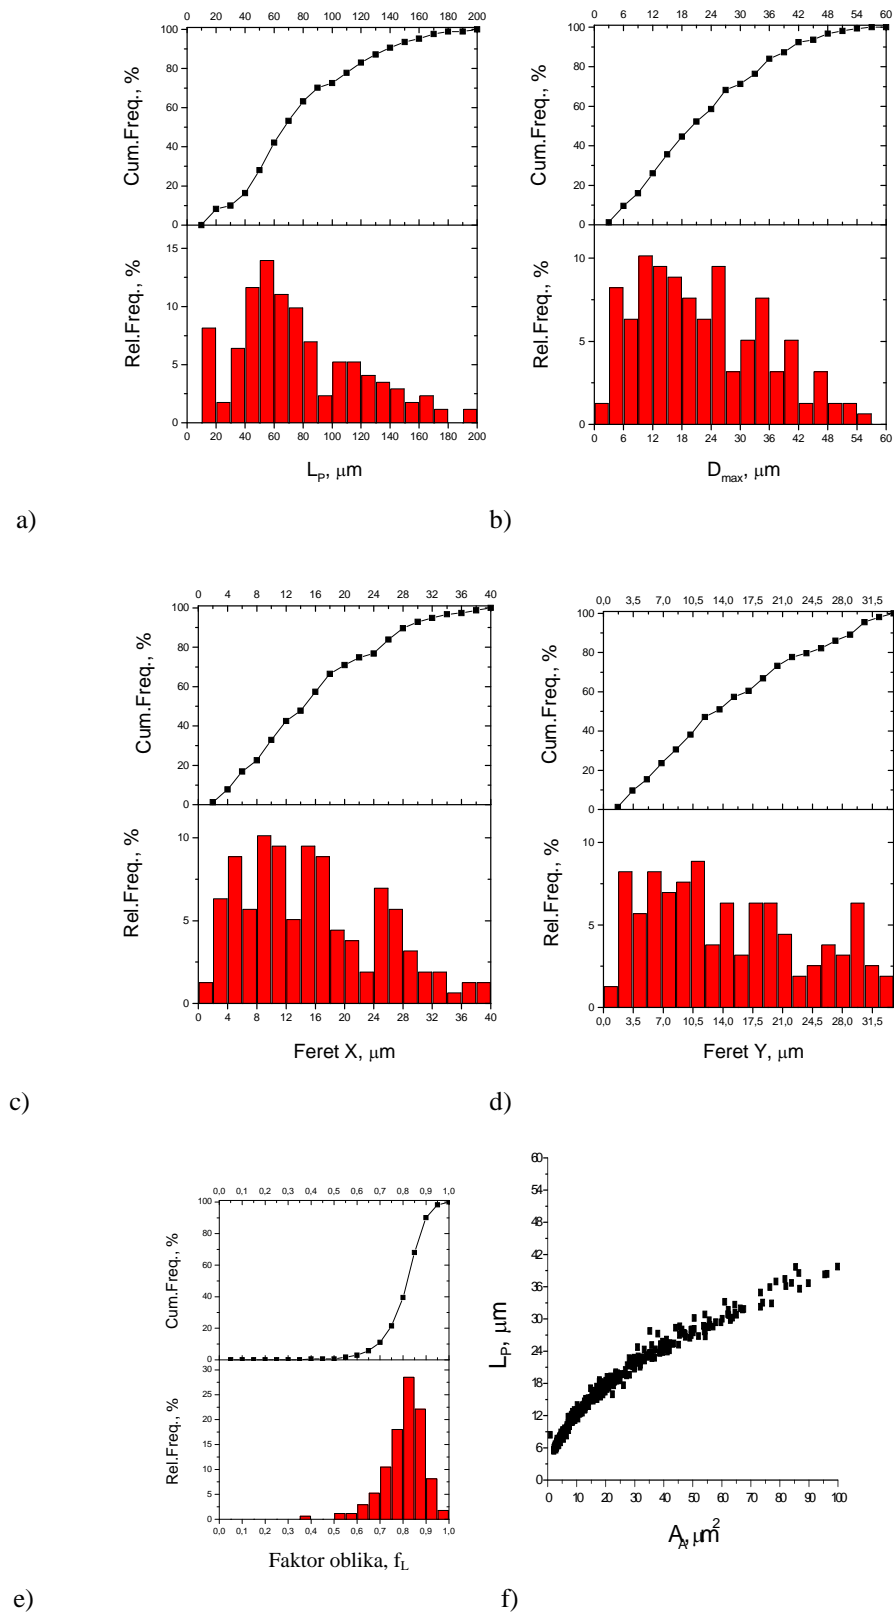 0 20 40 60 80 100 120 140 160 180 200
100
80
60
40
20
0
Cum.Freq., %
15
10
5
0
Rel.Freq., %
0 20 40 60 80 100 120 140 160 180 200
L_P, μm
a)
0 6 12 18 24 30 36 42 48 54 60
100
80
60
40
20
0
Cum.Freq., %
10
5
0
Rel.Freq., %
0 6 12 18 24 30 36 42 48 54 60
D_max, μm
b)
0 4 8 12 16 20 24 28 32 36 40
100
80
60
40
20
0
Cum.Freq., %
10
5
0
Rel.Freq., %
0 4 8 12 16 20 24 28 32 36 40
Feret X, μm
c)
0,0 3,5 7,0 10,5 14,0 17,5 21,0 24,5 28,0 31,5
100
80
60
40
20
0
Cum.Freq., %
10
5
0
Rel.Freq., %
0,0 3,5 7,0 10,5 14,0 17,5 21,0 24,5 28,0 31,5
Feret Y, μm
d)
0,0 0,1 0,2 0,3 0,4 0,5 0,6 0,7 0,8 0,9 1,0
100
80
60
40
20
0
Cum.Freq., %
30
25
20
15
10
5
0
Rel.Freq., %
0,0 0,1 0,2 0,3 0,4 0,5 0,6 0,7 0,8 0,9 1,0
Faktor oblika, f_L
e)
60
54
48
42
36
30
24
18
12
6
0
L_P, μm
0 10 20 30 40 50 60 70 80 90 100
A_A, μm²
f)